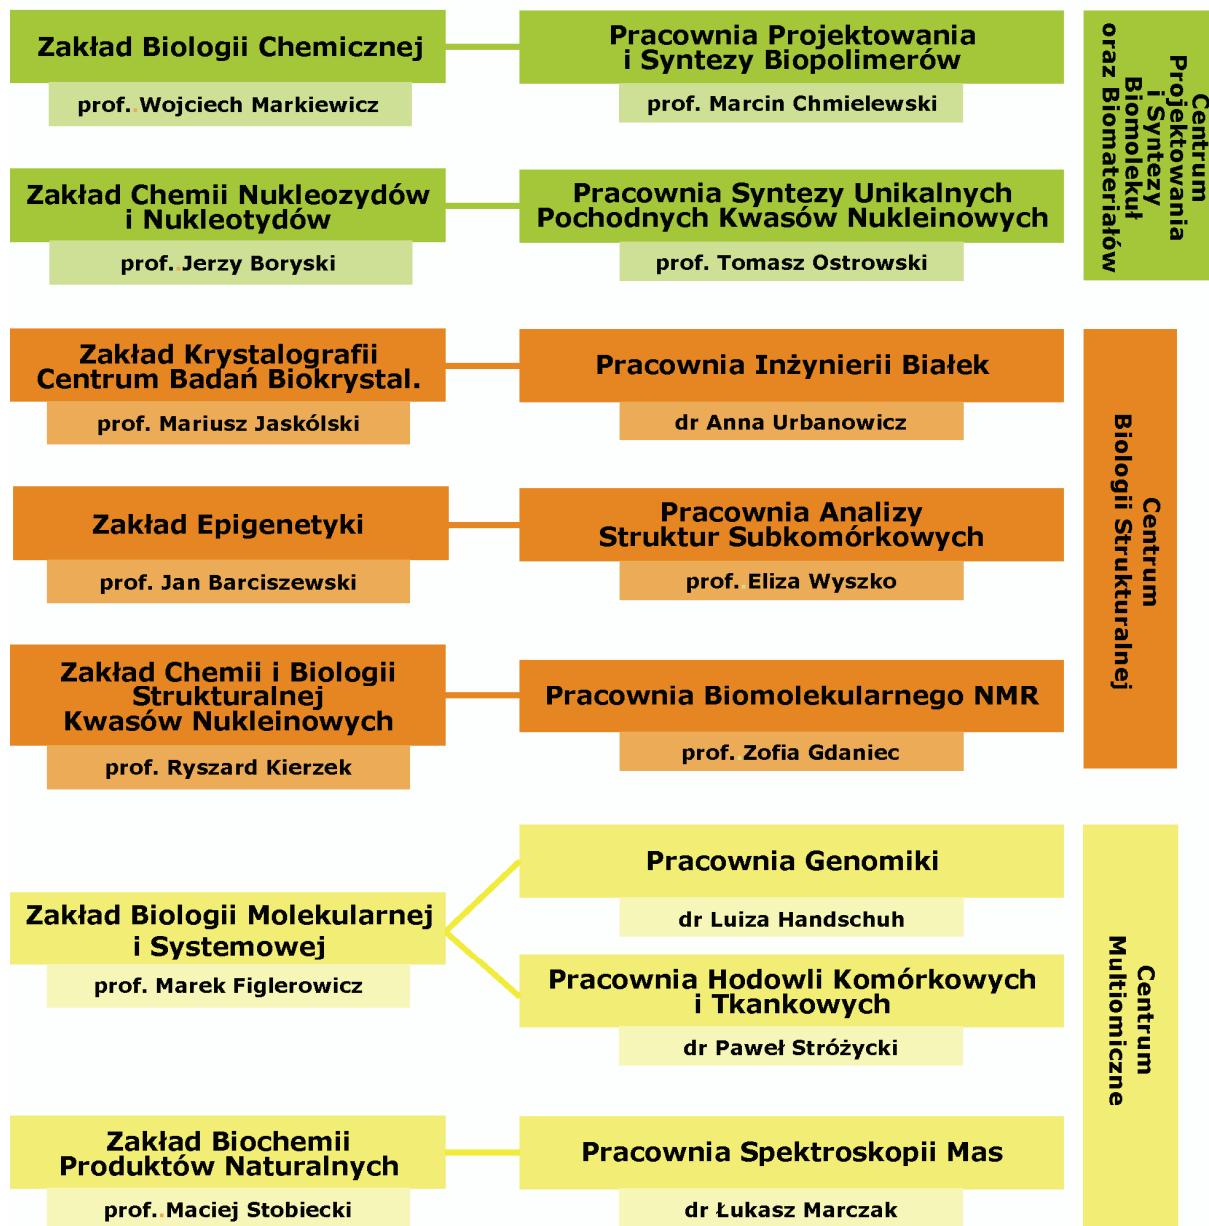 Zakład Biologii Chemicznej
prof. Wojciech Markiewicz
Pracownia Projektowania
i Syntezy Biopolimerów
prof. Marcin Chmielewski
Zakład Chemii Nukleozydów
i Nukleotydów
prof. Jerzy Boryski
Pracownia Syntezy Unikalnych
Pochodnych Kwasów Nukleinowych
prof. Tomasz Ostrowski
Centrum
Projektowania
i Syntezy
Biomolekuł
oraz Biomateriałów
Zakład Krystalografii
Centrum Badań Biokrystal.
prof. Mariusz Jaskólski
Pracownia Inżynierii Białek
dr Anna Urbanowicz
Zakład Epigenetyki
prof. Jan Barciszewski
Pracownia Analizy
Struktur Subkomórkowych
prof. Eliza Wyszko
Zakład Chemii i Biologii
Strukturalnej
Kwasów Nukleinowych
prof. Ryszard Kierzek
Pracownia Biomolekularnego NMR
prof. Zofia Gdaniec
Centrum
Biologii Strukturalnej
Zakład Biologii Molekularnej
i Systemowej
prof. Marek Figlerowicz
Pracownia Genomiki
dr Luiza Handschuh
Pracownia Hodowli Komórkowych
i Tkankowych
dr Paweł Stróżycki
Zakład Biochemii
Produktów Naturalnych
prof. Maciej Stobiecki
Pracownia Spektroskopii Mas
dr Łukasz Marczak
Centrum
Multiomiczne